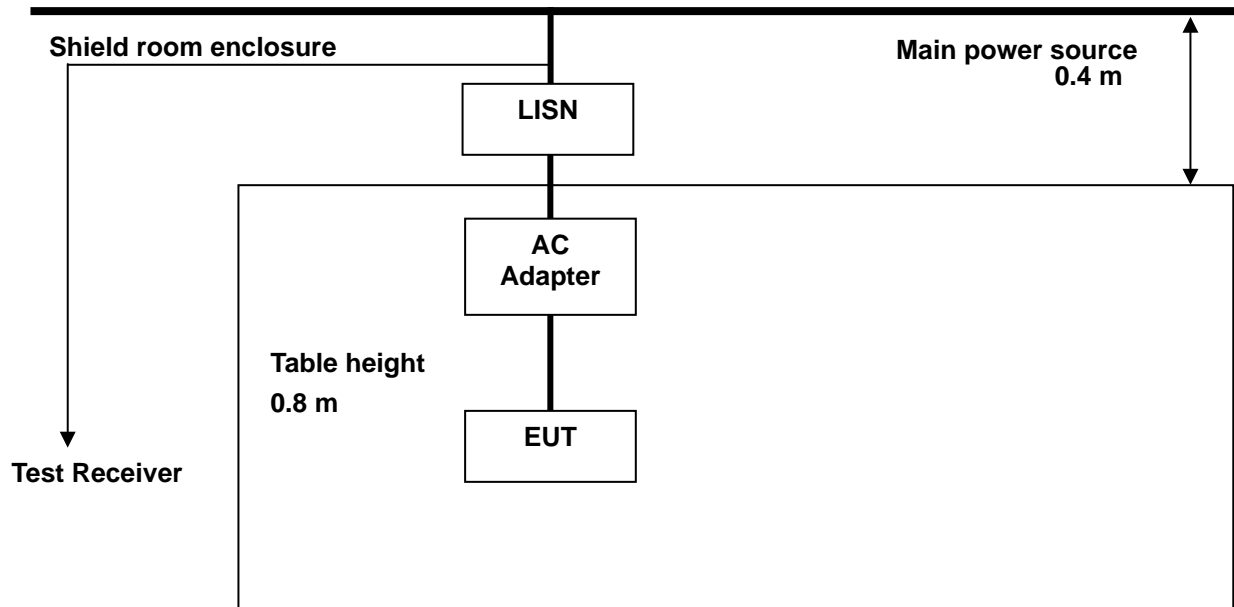 Shield room enclosure
Main power source
0.4 m
LISN
AC
Adapter
Table height
0.8 m
EUT
Test Receiver